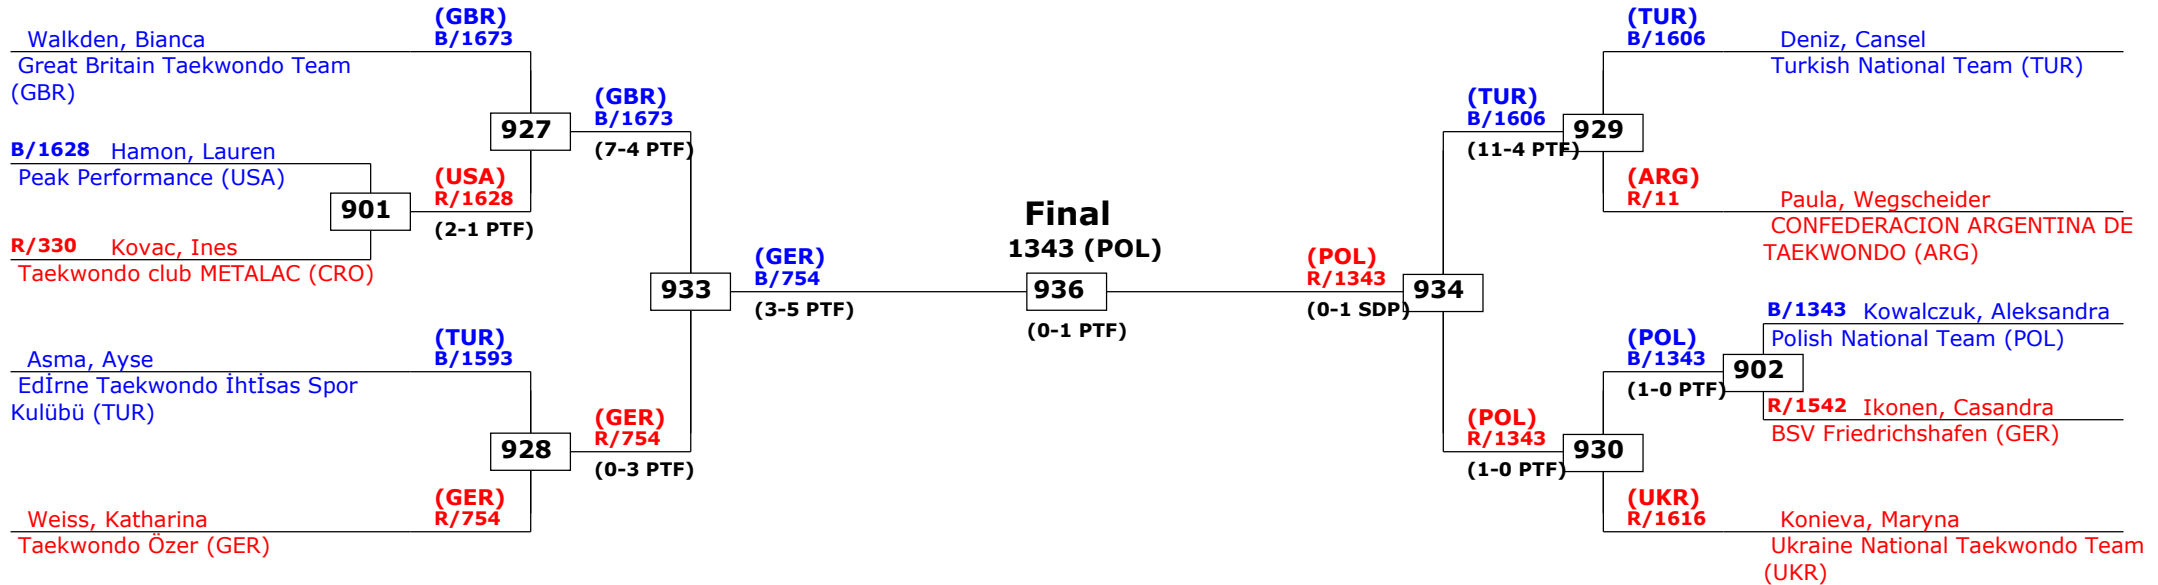 (GBR)
B/1673
Walkden, Bianca
Great Britain Taekwondo Team
(GBR)
927
(GBR)
B/1673
(7-4 PTF)
B/1628 Hamon, Lauren
Peak Performance (USA)
901
(USA)
R/1628
(2-1 PTF)
R/330 Kovac, Ines
Taekwondo club METALAC (CRO)
933
(GER)
B/754
(3-5 PTF)
(TUR)
B/1593
Asma, Ayse
Edİrne Taekwondo İhtİsas Spor
Kulübü (TUR)
928
(GER)
R/754
(0-3 PTF)
(GER)
R/754
Weiss, Katharina
Taekwondo Özer (GER)
Final
1343 (POL)
936
(0-1 PTF)
(TUR)
B/1606
Deniz, Cansel
Turkish National Team (TUR)
(TUR)
B/1606
929
(11-4 PTF)
(ARG)
R/11
Paula, Wegscheider
CONFEDERACION ARGENTINA DE
TAEKWONDO (ARG)
(POL)
R/1343
934
(0-1 SDP)
B/1343 Kowalczuk, Aleksandra
Polish National Team (POL)
(POL)
B/1343
902
(1-0 PTF)
R/1542 Ikonen, Casandra
BSV Friedrichshafen (GER)
(POL)
R/1343
930
(1-0 PTF)
(UKR)
R/1616
Konieva, Maryna
Ukraine National Taekwondo Team
(UKR)